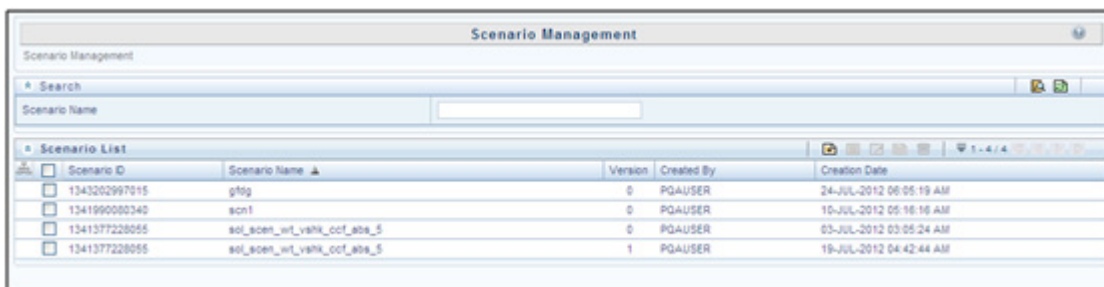 Scenario Management
Scenario Management
Search
Scenario Name
Scenario List
1 - 4 / 4
Scenario ID Scenario Name Version Created By Creation Date
1343202997015 gfdg 0 PQAUSER 24-JUL-2012 06:05:19 AM
1341990080340 scn1 0 PQAUSER 10-JUL-2012 05:16:16 AM
1341377228055 sol_scen_wt_vshk_ccf_abs_5 0 PQAUSER 03-JUL-2012 03:05:24 AM
1341377228055 sol_scen_wt_vshk_ccf_abs_5 1 PQAUSER 19-JUL-2012 04:42:44 AM